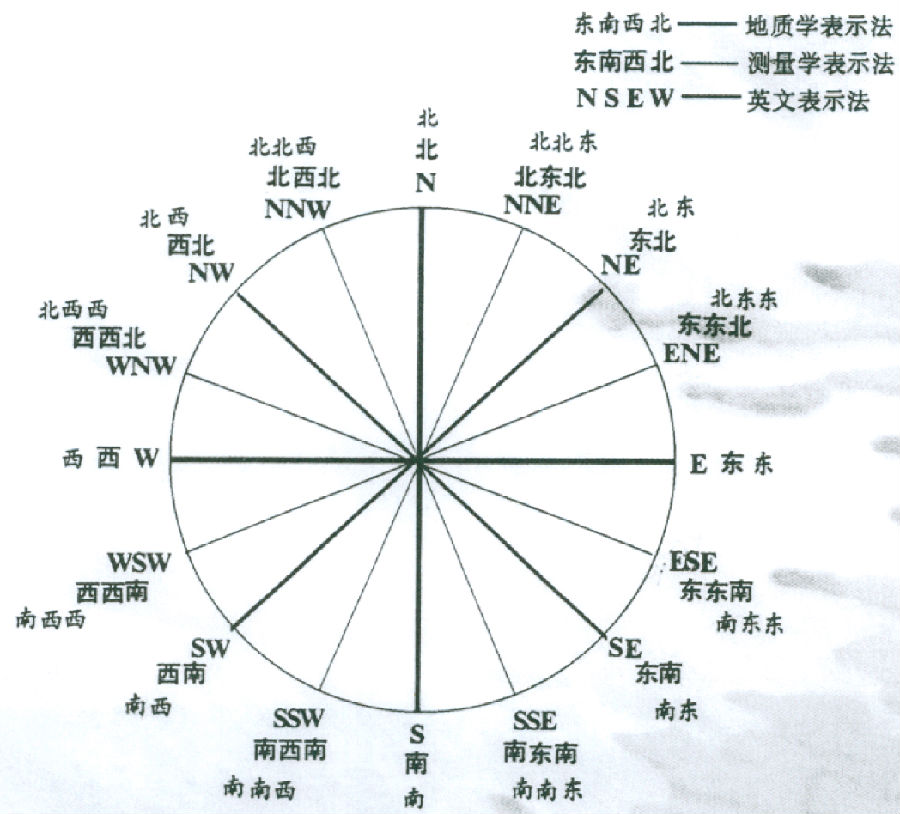 东南西北 地质学表示法
东南西北 测量学表示法
N S E W 英文表示法
北
北
N
北北西
北西北
NNW
北北东
北东北
NNE
北西
西北
NW
北东
东北
NE
北西西
西西北
WNW
北东东
东东北
ENE
西 西 W
E 东 东
WSW
西西南
南西西
ESE
东东南
南东东
SW
西南
南西
SE
东南
南东
SSW
南西南
南南西
S
南
南
SSE
南东南
南南东